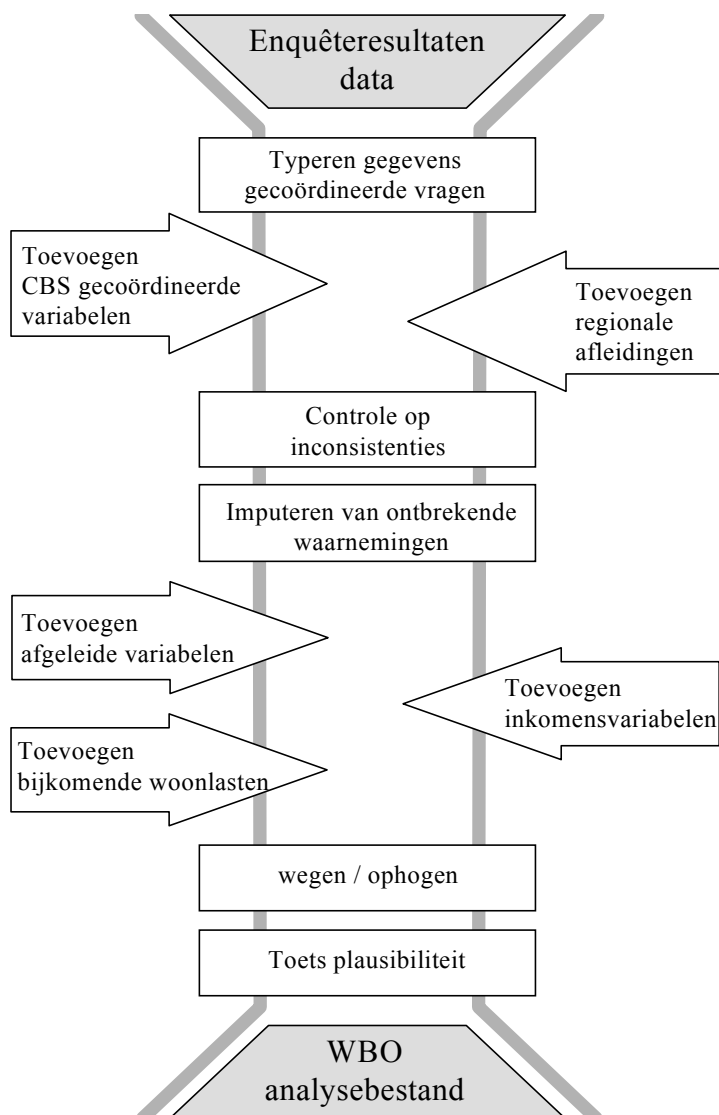 Enquêteresultaten
data
Typeren gegevens
gecoördineerde vragen
Toevoegen
CBS gecoördineerde
variabelen
Toevoegen
regionale
afleidingen
Controle op
inconsistenties
Imputeren van ontbrekende
waarnemingen
Toevoegen
afgeleide variabelen
Toevoegen
inkomensvariabelen
Toevoegen
bijkomende woonlasten
wegen / ophogen
Toets plausibiliteit
WBO
analysebestand